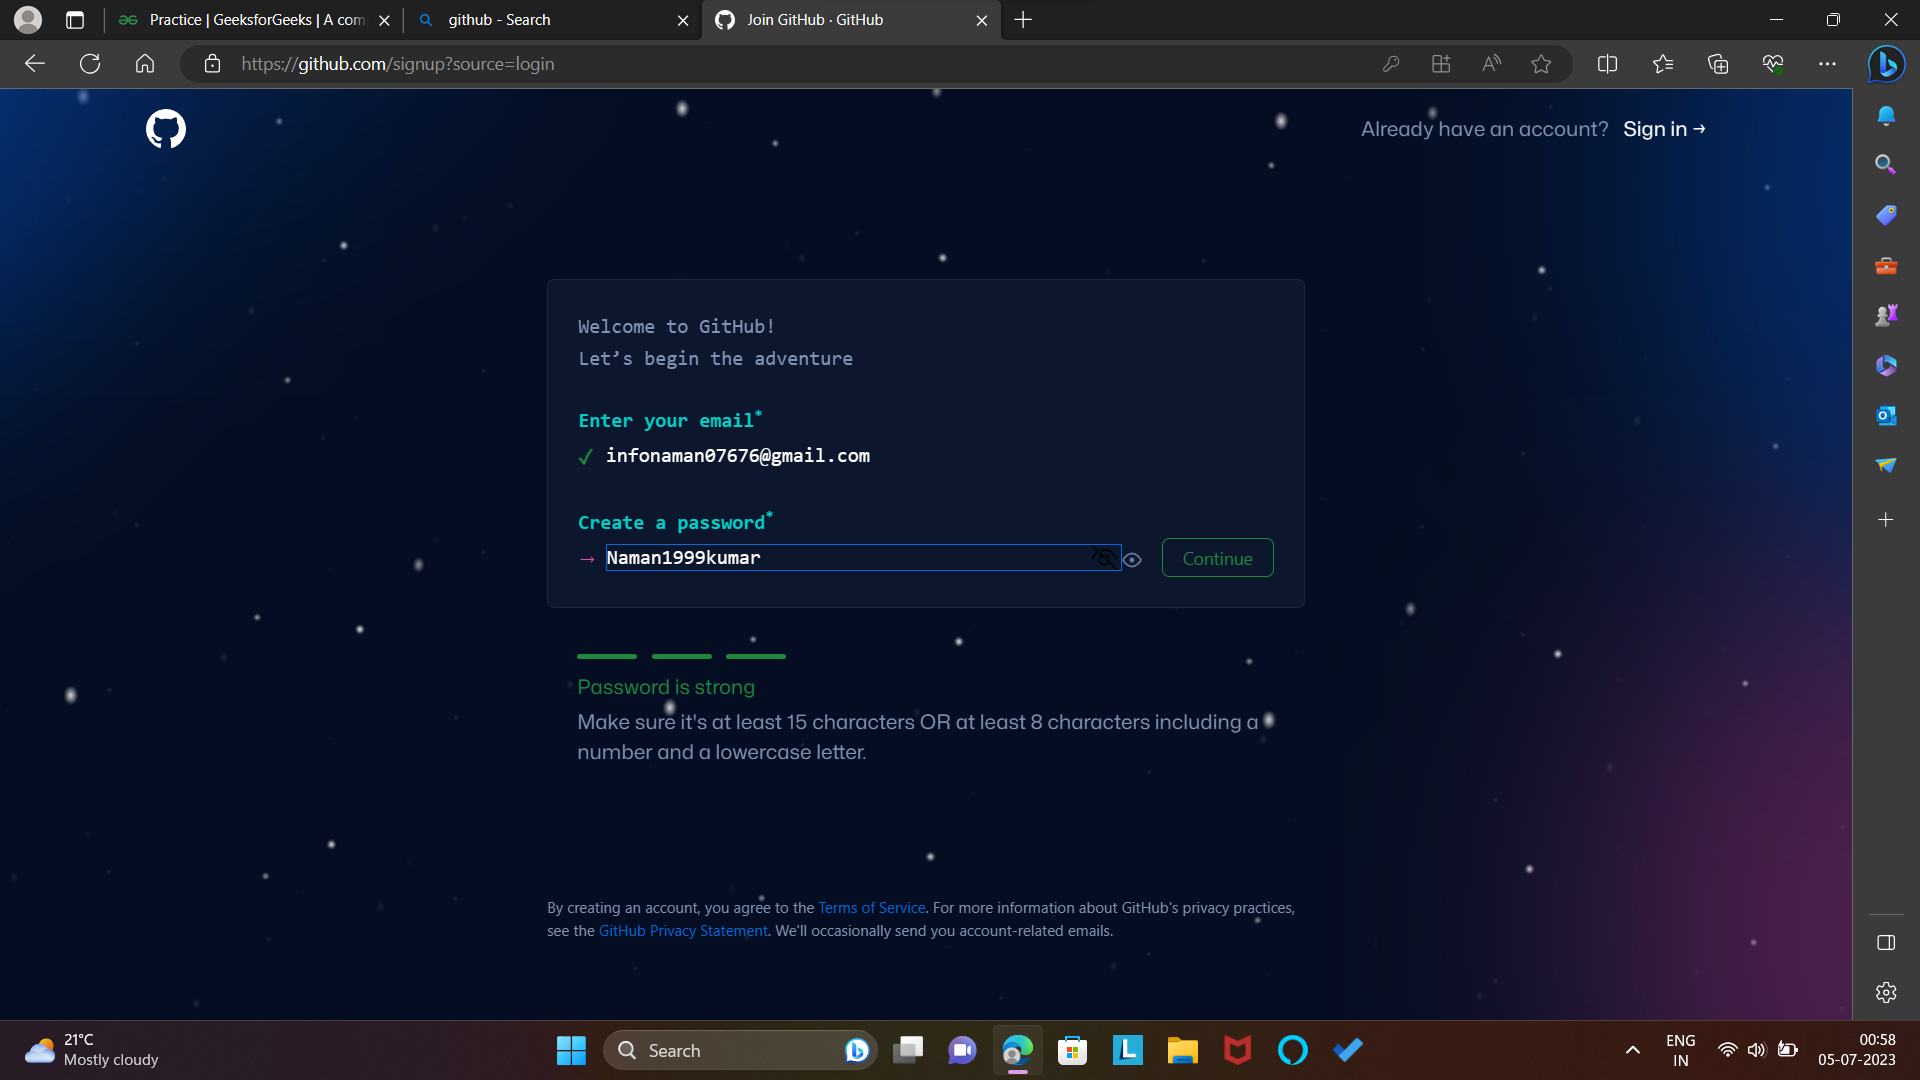 Practice | GeeksforGeeks | A com
github - Search
Join GitHub · GitHub
https://github.com/signup?source=login
Already have an account? Sign in →
Welcome to GitHub!
Let's begin the adventure
Enter your email*
✓ infonaman07676@gmail.com
Create a password*
→ Naman1999kumar
Continue
Password is strong
Make sure it's at least 15 characters OR at least 8 characters including a
number and a lowercase letter.
By creating an account, you agree to the Terms of Service. For more information about GitHub's privacy practices,
see the GitHub Privacy Statement. We'll occasionally send you account-related emails.
21°C
Mostly cloudy
Search
ENG
IN
00:58
05-07-2023